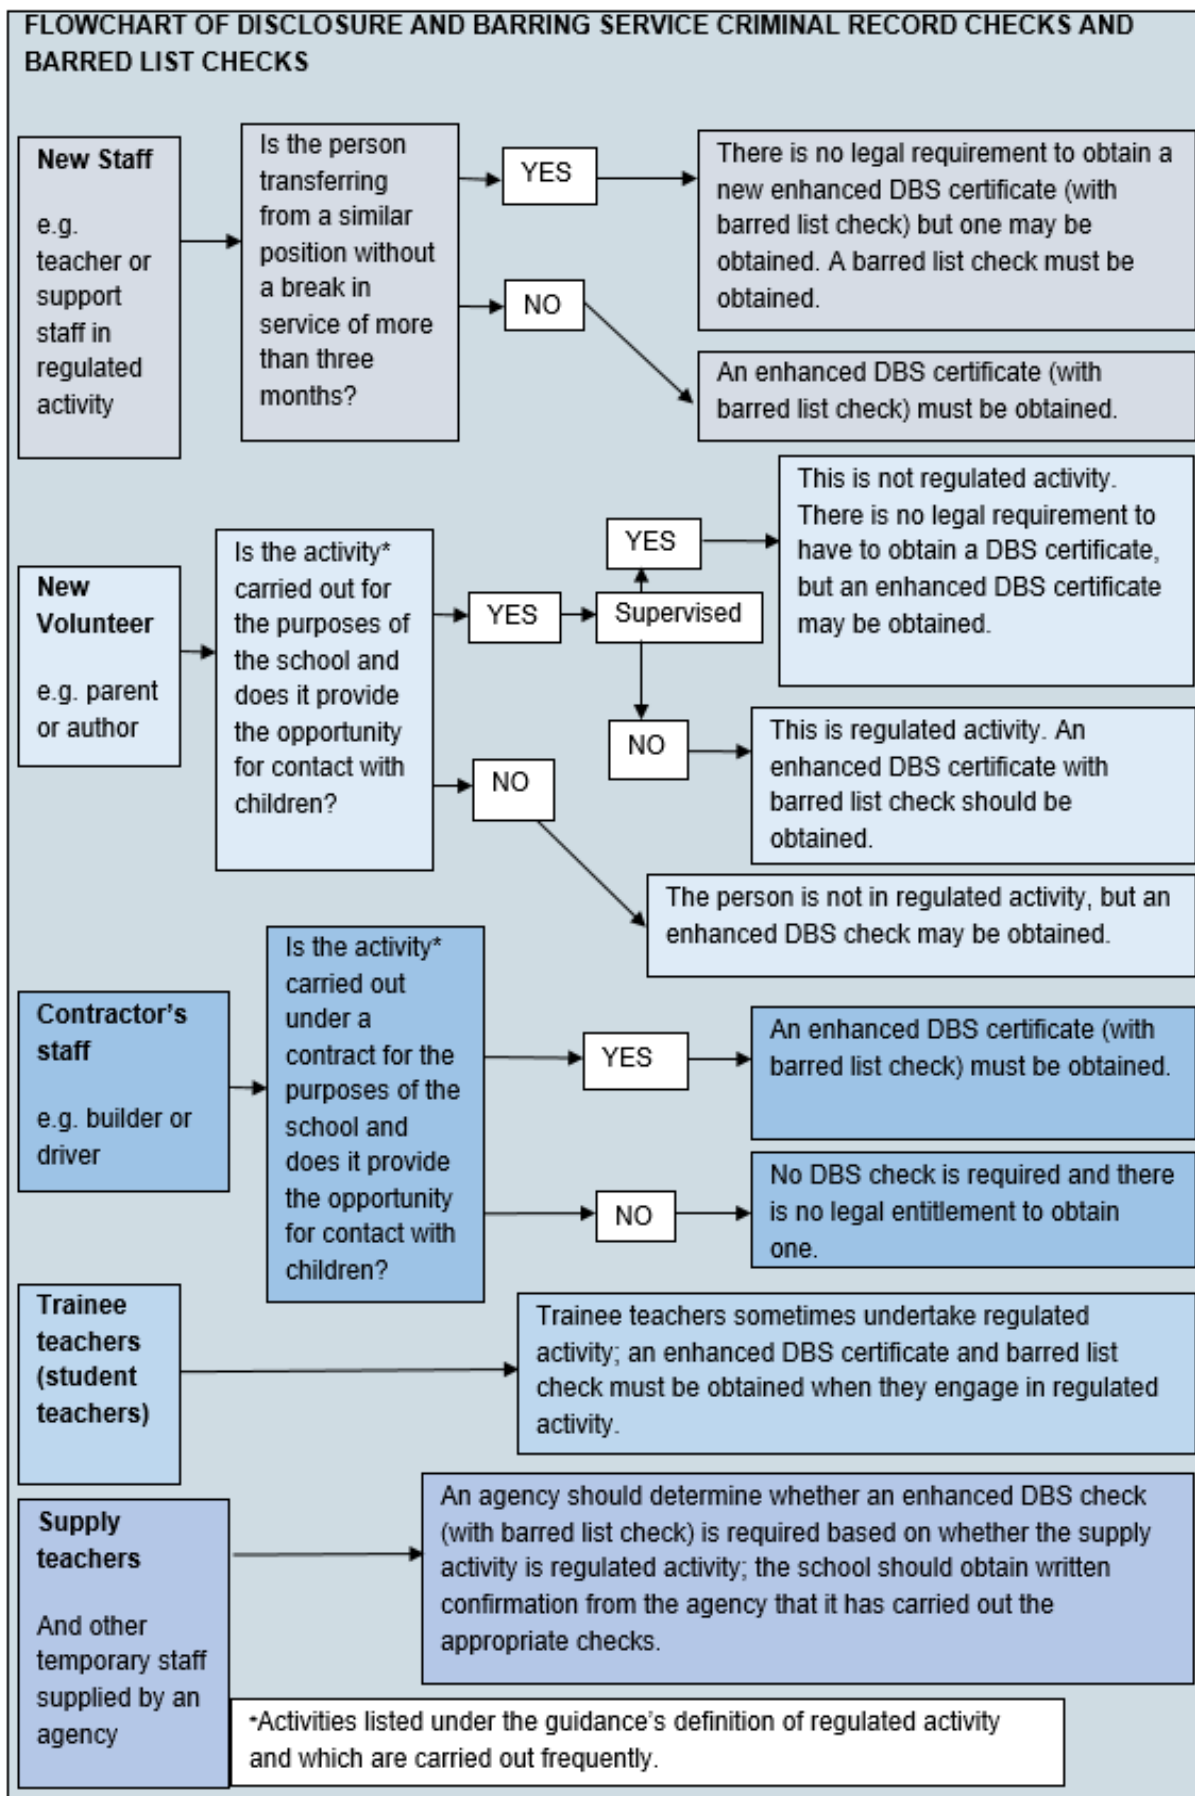 FLOWCHART OF DISCLOSURE AND BARRING SERVICE CRIMINAL RECORD CHECKS AND
BARRED LIST CHECKS
New Staff
e.g.
teacher or
support
staff in
regulated
activity
Is the person
transferring
from a similar
position without
a break in
service of more
than three
months?
YES
There is no legal requirement to obtain a
new enhanced DBS certificate (with
barred list check) but one may be
obtained. A barred list check must be
obtained.
NO
An enhanced DBS certificate (with
barred list check) must be obtained.
New
Volunteer
e.g. parent
or author
Is the activity*
carried out for
the purposes of
the school and
does it provide
the opportunity
for contact with
children?
YES
Supervised
YES
This is not regulated activity.
There is no legal requirement to
have to obtain a DBS certificate,
but an enhanced DBS certificate
may be obtained.
NO
This is regulated activity. An
enhanced DBS certificate with
barred list check should be
obtained.
NO
The person is not in regulated activity, but an
enhanced DBS check may be obtained.
Contractor's
staff
e.g. builder or
driver
Is the activity*
carried out
under a
contract for the
purposes of the
school and
does it provide
the opportunity
for contact with
children?
YES
An enhanced DBS certificate (with
barred list check) must be obtained.
NO
No DBS check is required and there
is no legal entitlement to obtain
one.
Trainee
teachers
(student
teachers)
Trainee teachers sometimes undertake regulated
activity; an enhanced DBS certificate and barred list
check must be obtained when they engage in regulated
activity.
Supply
teachers
And other
temporary staff
supplied by an
agency
An agency should determine whether an enhanced DBS check
(with barred list check) is required based on whether the supply
activity is regulated activity; the school should obtain written
confirmation from the agency that it has carried out the
appropriate checks.
*Activities listed under the guidance's definition of regulated activity
and which are carried out frequently.